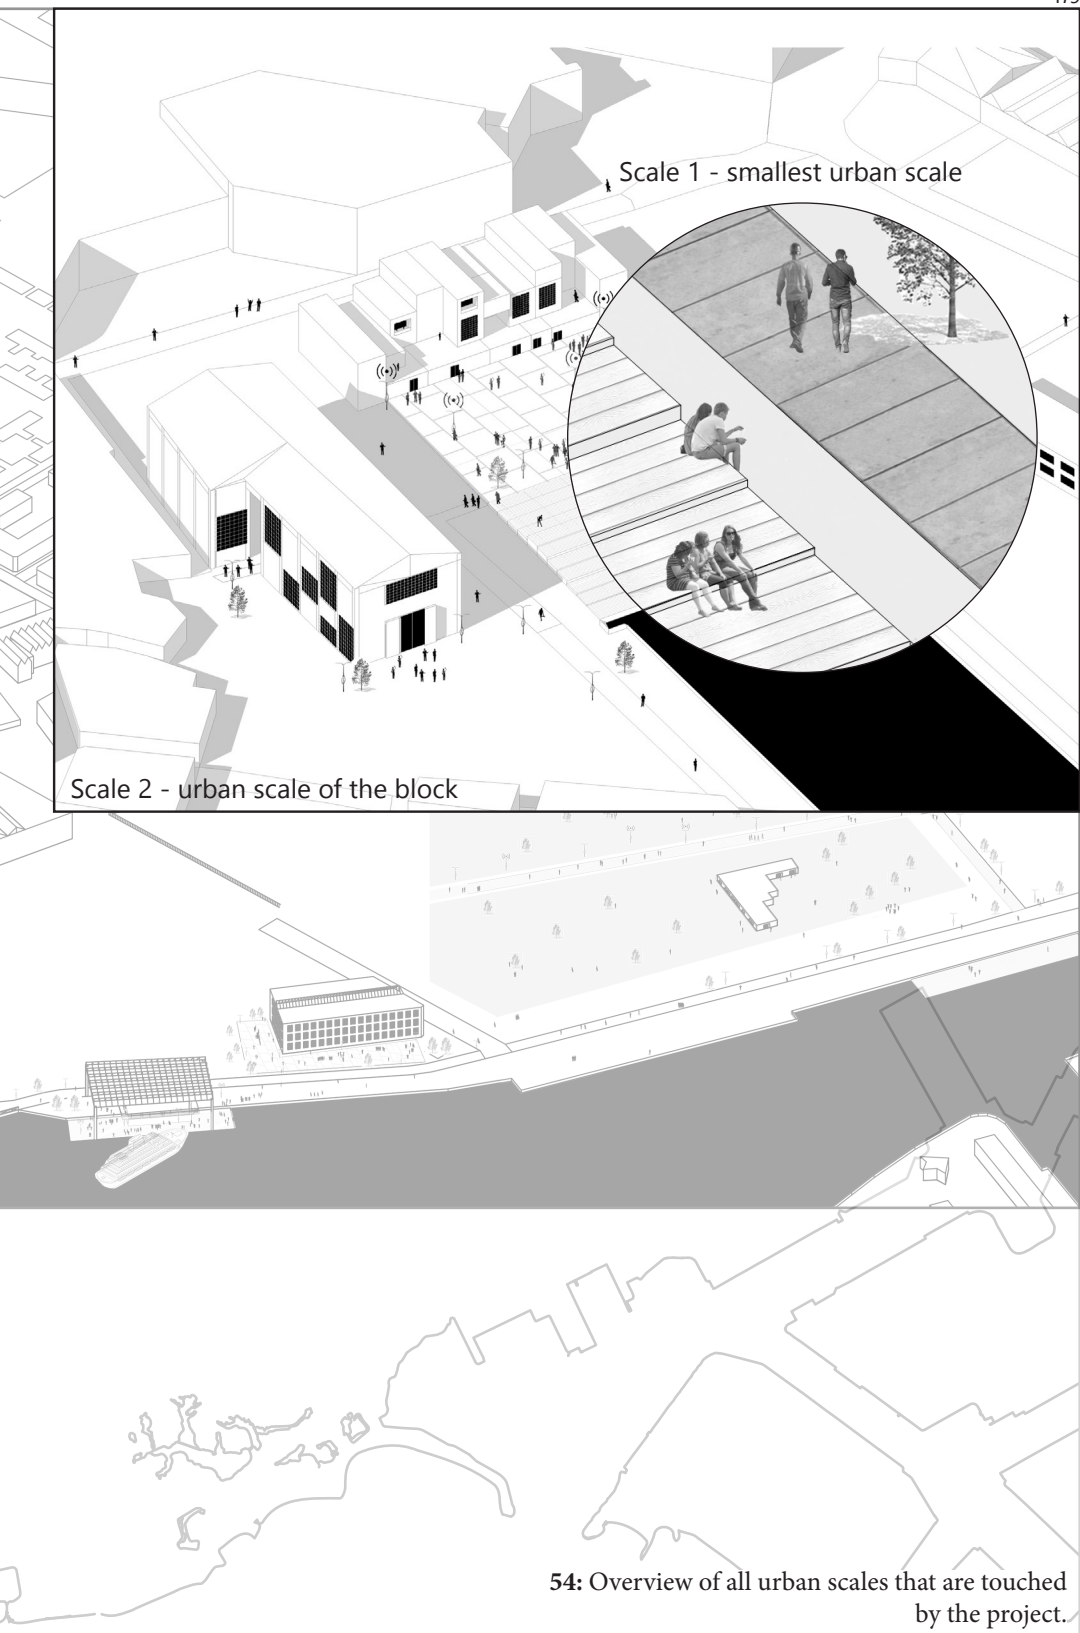 Scale 1 - smallest urban scale
Scale 2 - urban scale of the block
54: Overview of all urban scales that are touched
by the project.